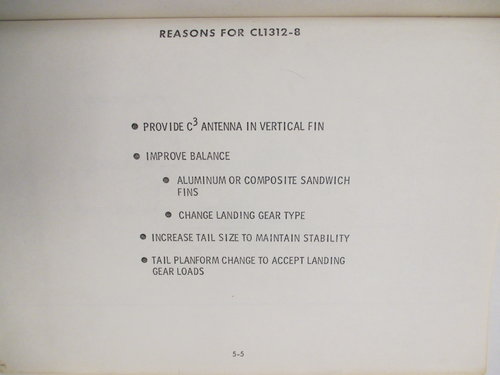 REASONS FOR CL1312-8
● PROVIDE C³ ANTENNA IN VERTICAL FIN
● IMPROVE BALANCE
● ALUMINUM OR COMPOSITE SANDWICH
FINS
● CHANGE LANDING GEAR TYPE
● INCREASE TAIL SIZE TO MAINTAIN STABILITY
● TAIL PLANFORM CHANGE TO ACCEPT LANDING
GEAR LOADS
5-5